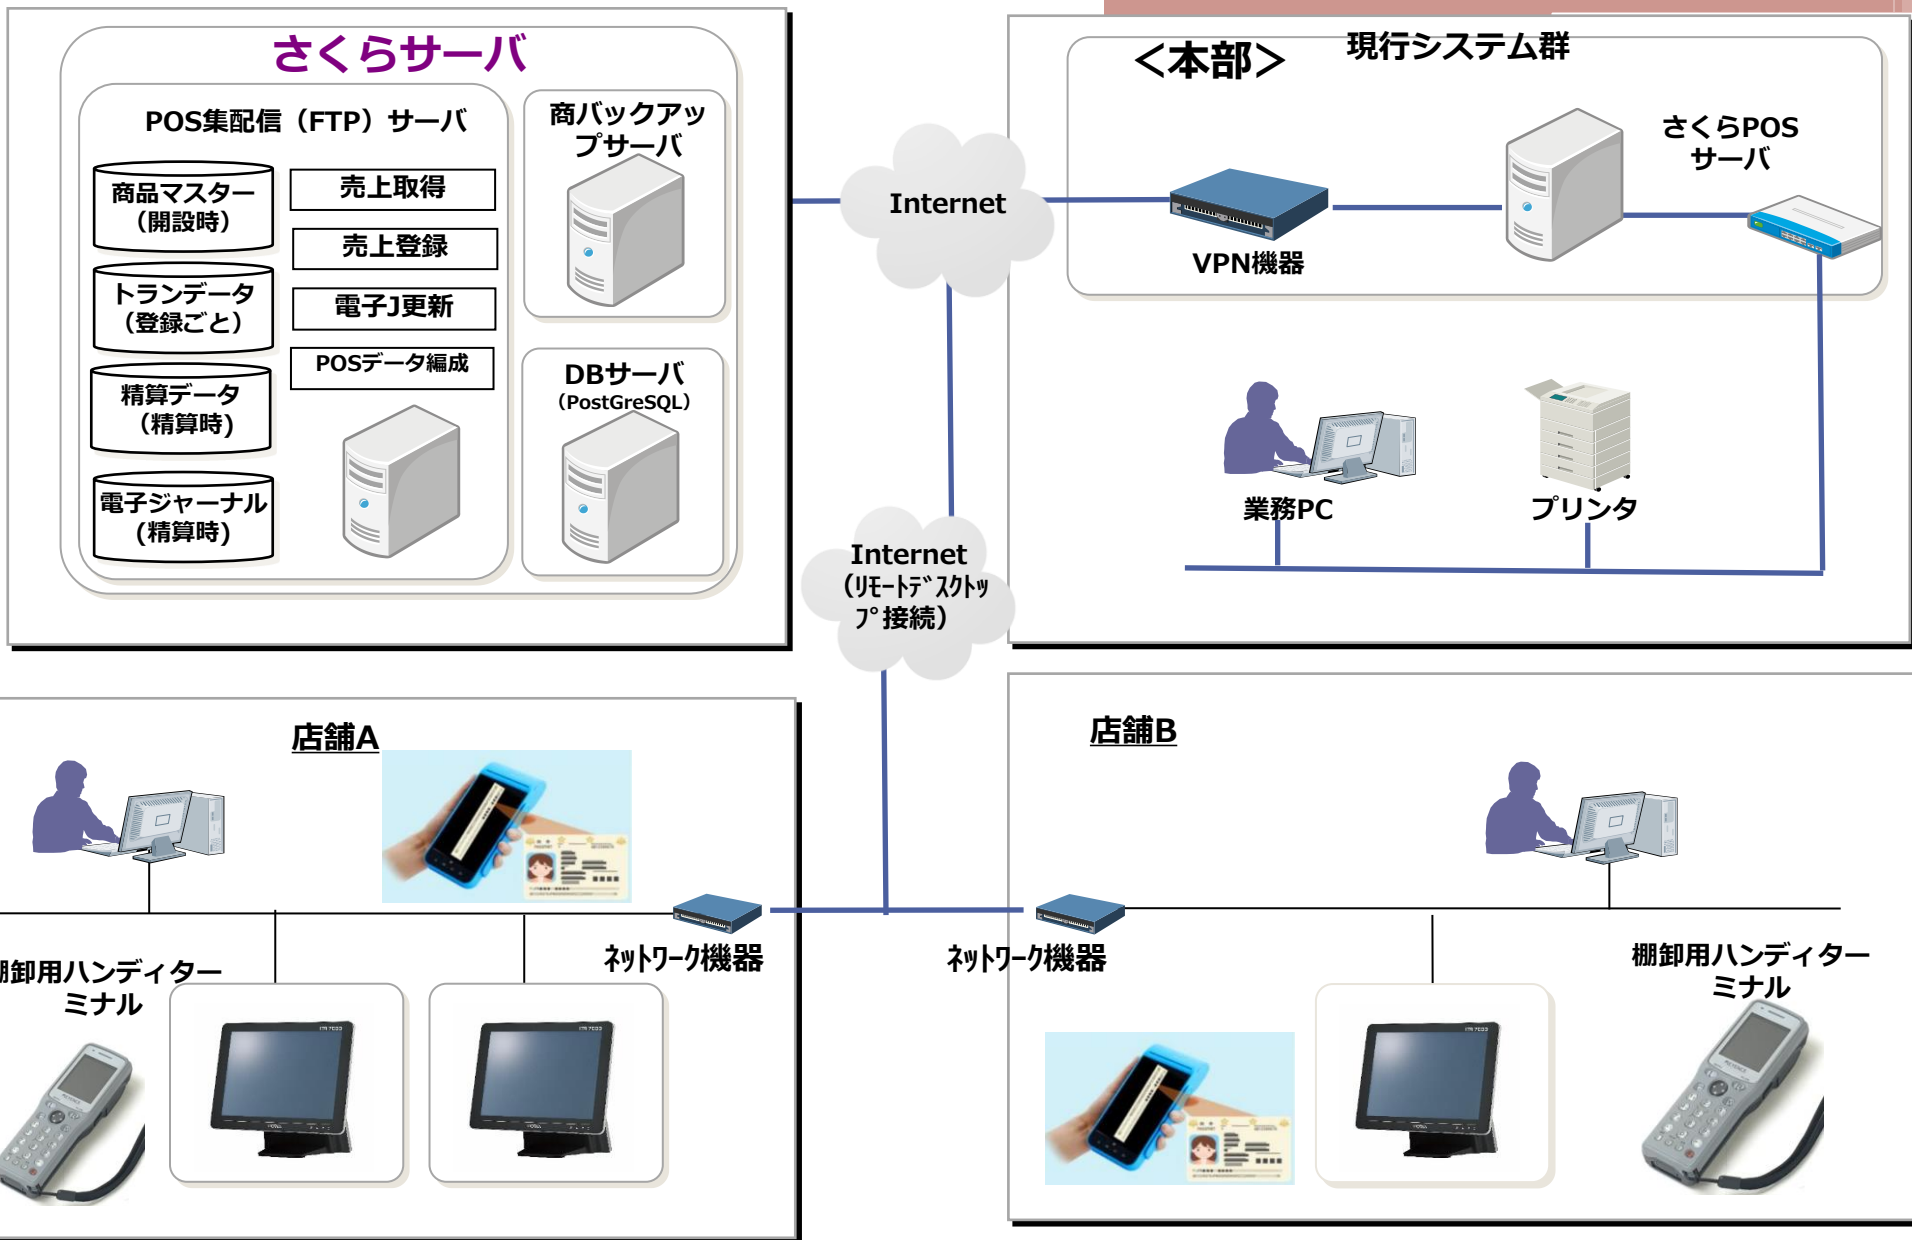 さくらサーバ
POS集配信（FTP）サーバ
商品マスター
（開設時）
トランデータ
（登録ごと）
精算データ
（精算時）
電子ジャーナル
(精算時)
売上取得
売上登録
電子J更新
POSデータ編成
商バックアッ
プサーバ
DBサーバ
（PostGreSQL）
Internet
Internet
（ﾘﾓｰﾄﾃﾞｽｸﾄｯ
ﾌﾟ接続）
＜本部＞
現行システム群
VPN機器
さくらPOS
サーバ
業務PC
プリンタ
店舗A
ﾈｯﾄﾜｰｸ機器
棚卸用ハンディター
ミナル
店舗B
ﾈｯﾄﾜｰｸ機器
棚卸用ハンディター
ミナル